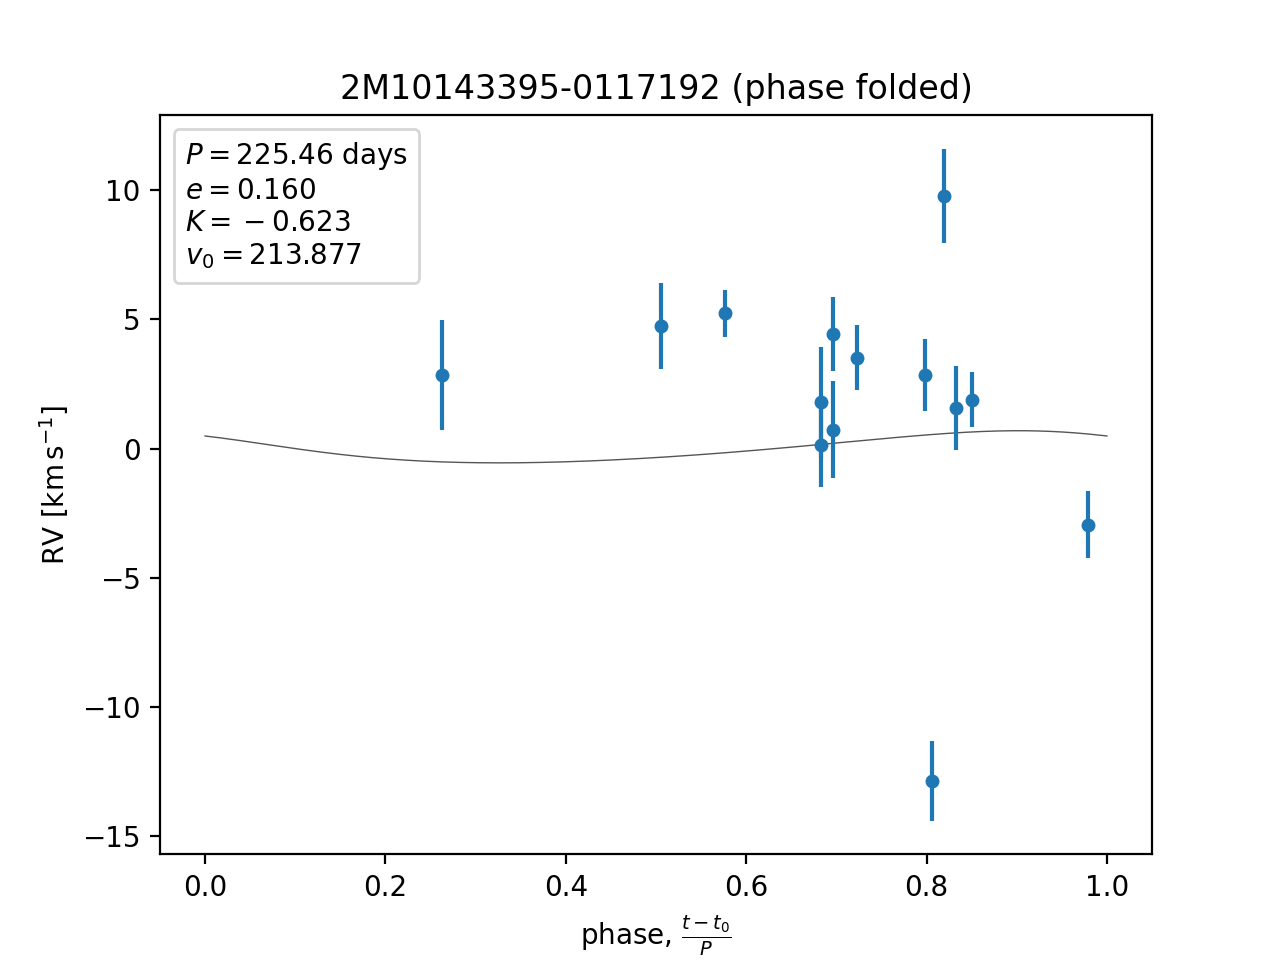 2M10143395-0117192 (phase folded)
P = 225.46 days
e = 0.160
K = −0.623
v₀ = 213.877
10
5
0
−5
−10
−15
RV [km s⁻¹]
0.0 0.2 0.4 0.6 0.8 1.0
phase, (t − t₀)/P